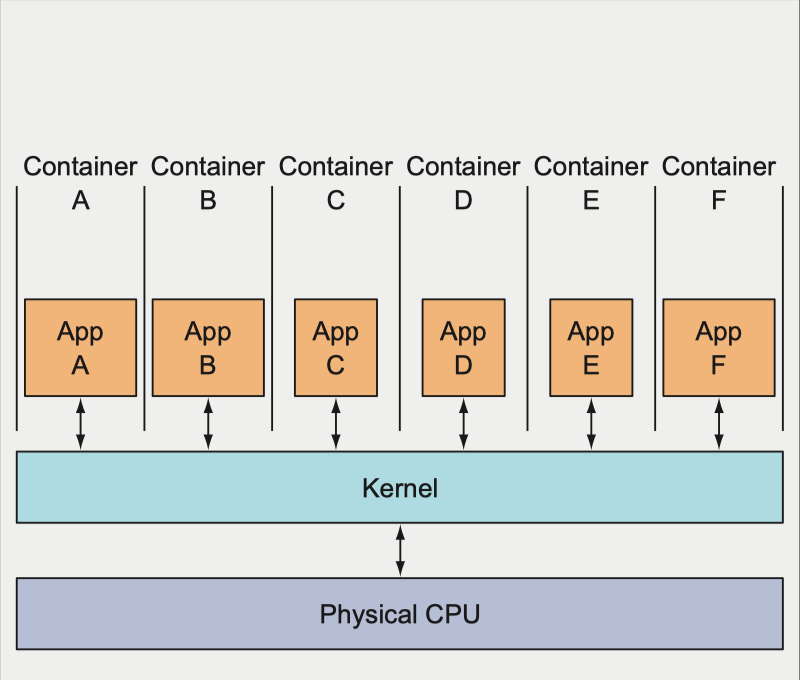 Container Container Container Container Container Container
A B C D E F
App App App App App App
A B C D E F
Kernel
Physical CPU